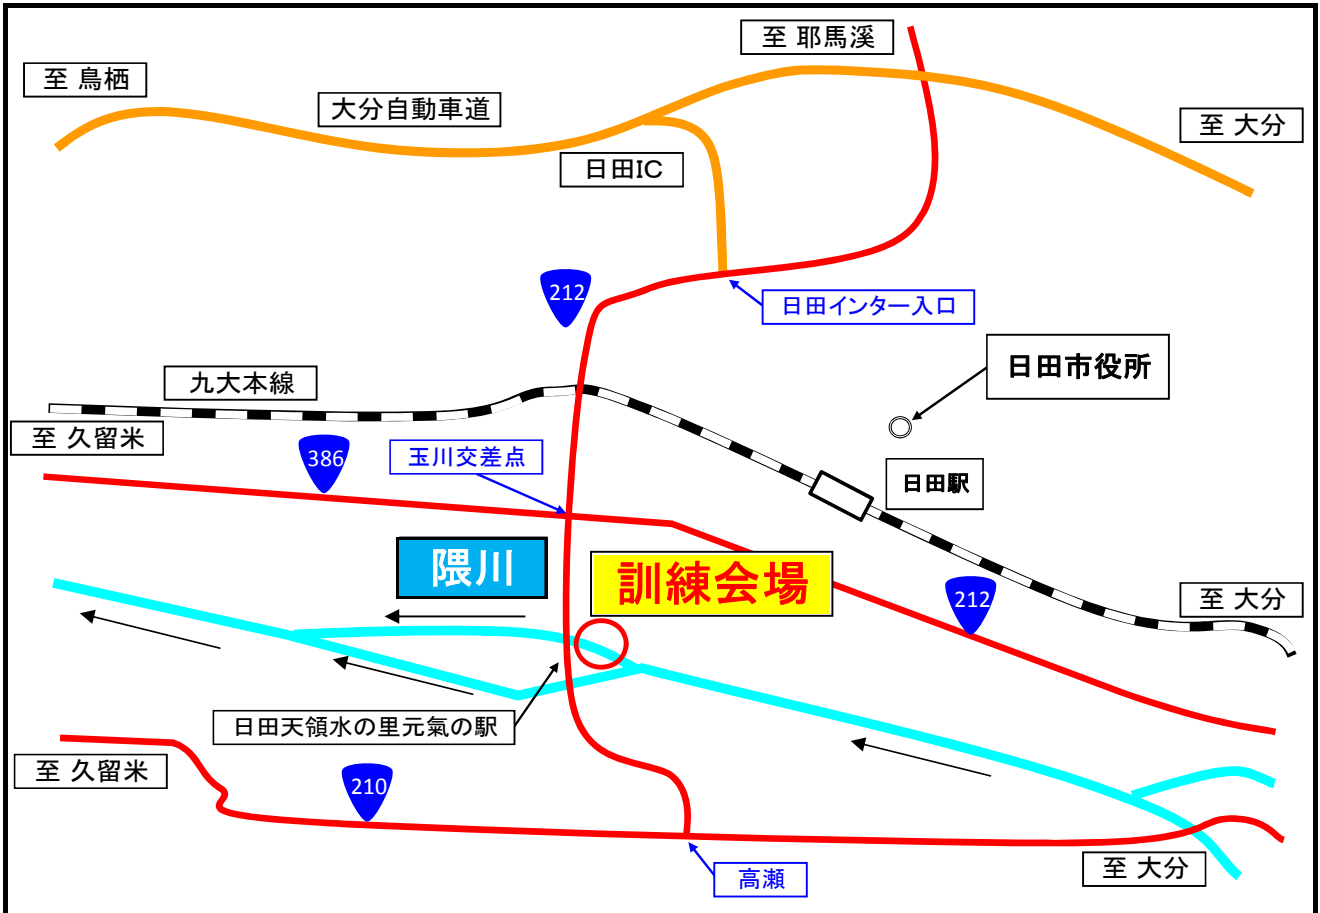 至 耶馬溪
至 鳥栖
大分自動車道
至 大分
日田IC
212
日田インター入口
日田市役所
九大本線
至 久留米
386
玉川交差点
日田駅
隈川
訓練会場
212
至 大分
日田天領水の里元氣の駅
至 久留米
210
至 大分
高瀬